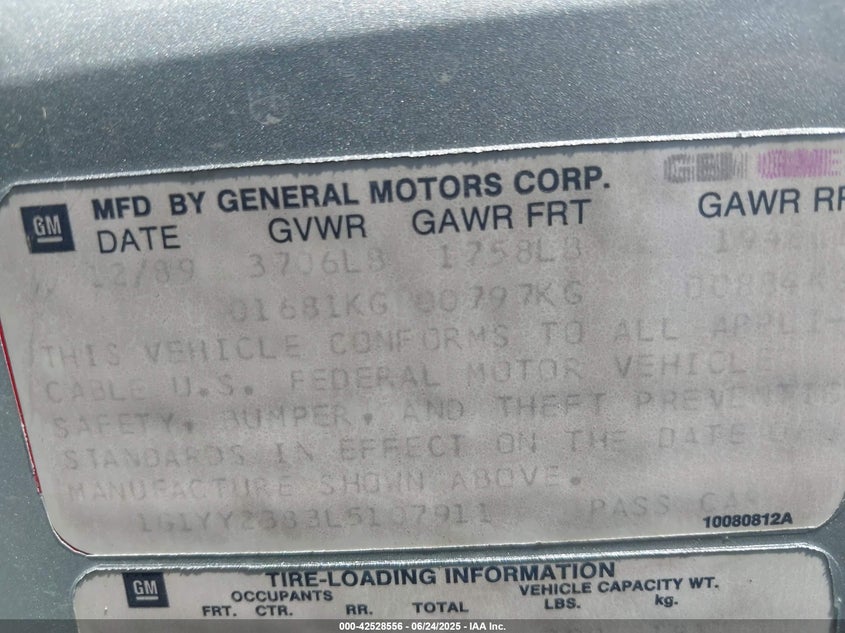 GM MFD BY GENERAL MOTORS CORP.
DATE GVWR GAWR FRT GAWR RR
12/89 3706LB 1758LB
01681KG 00797KG 00884KG
THIS VEHICLE CONFORMS TO ALL APPLI-
CABLE U.S. FEDERAL MOTOR VEHICLE
SAFETY, BUMPER, AND THEFT PREVENTIO
STANDARDS IN EFFECT ON THE DATE
MANUFACTURE SHOWN ABOVE.
PASS CAR
10080812A
GM TIRE-LOADING INFORMATION
OCCUPANTS VEHICLE CAPACITY WT.
FRT. CTR. RR. TOTAL LBS. kg.
000-42528556 - 06/24/2025 - IAA Inc.